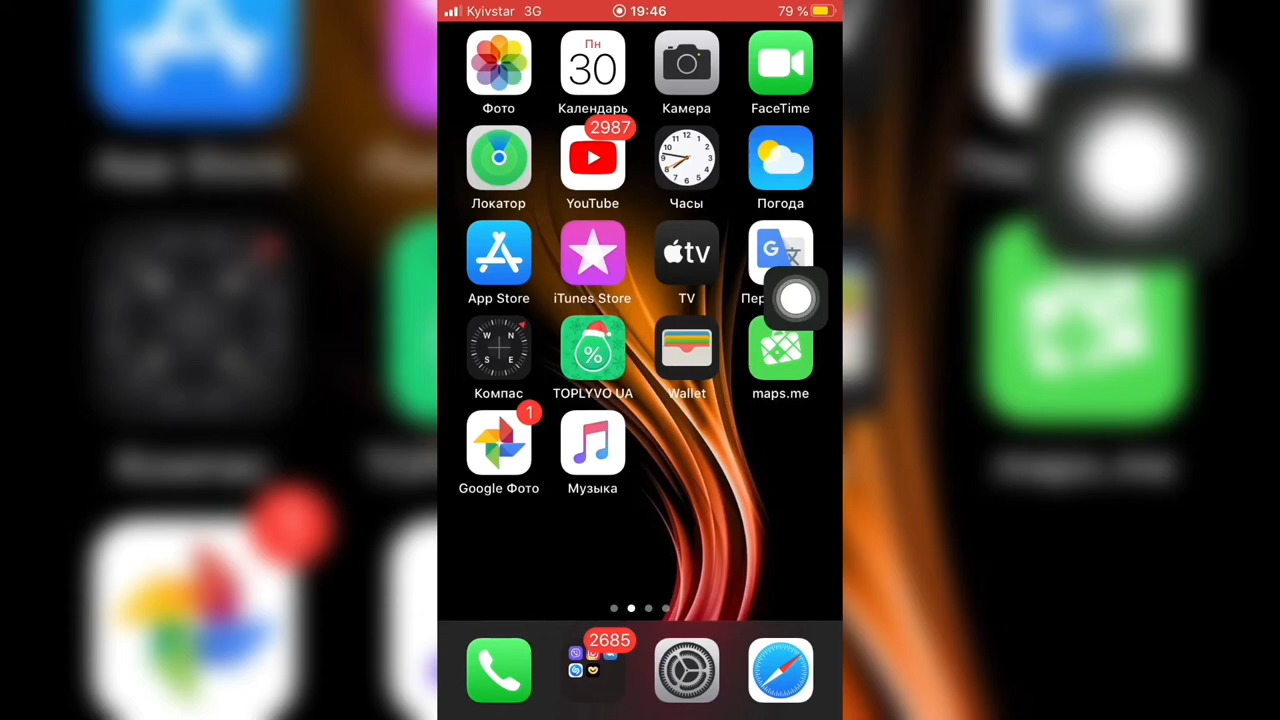 Kyivstar 3G 19:46 79 %
Пн
30
Фото Календарь Камера FaceTime
2987
Локатор YouTube Часы Погода
tv
G
App Store iTunes Store TV
W N
S E
%
Компас TOPLYVO UA Wallet maps.me
1
Google Фото Музыка
2685